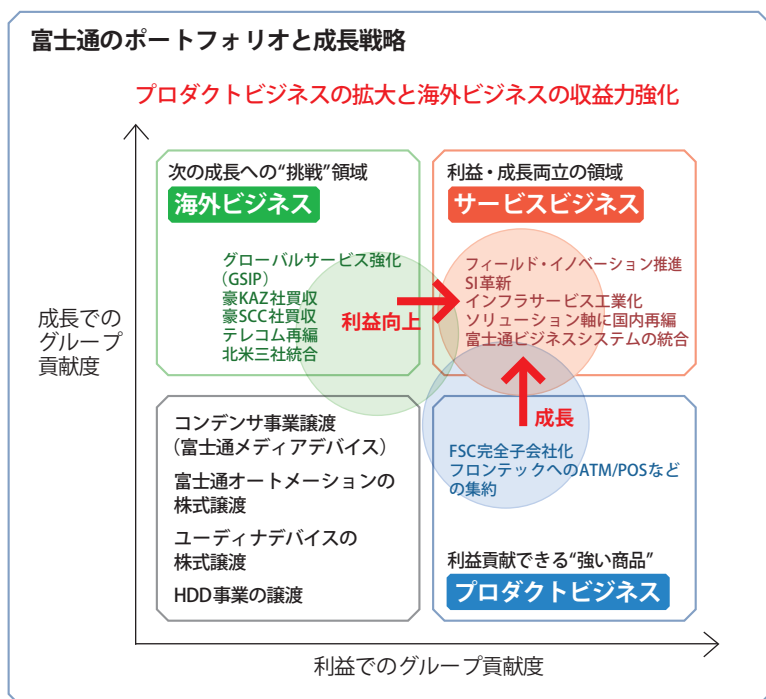 富士通のポートフォリオと成長戦略
プロダクトビジネスの拡大と海外ビジネスの収益力強化
成長での
グループ
貢献度
次の成長への“挑戦”領域
海外ビジネス
グローバルサービス強化
(GSIP)
豪KAZ社買収
豪SCC社買収
テレコム再編
北米三社統合
利益向上
利益・成長両立の領域
サービスビジネス
フィールド・イノベーション推進
SI革新
インフラサービス工業化
ソリューション軸に国内再編
富士通ビジネスシステムの統合
成長
コンデンサ事業譲渡
（富士通メディアデバイス）
富士通オートメーションの
株式譲渡
ユーディナデバイスの
株式譲渡
HDD事業の譲渡
FSC完全子会社化
フロンテックへのATM/POSなど
の集約
利益貢献できる“強い商品”
プロダクトビジネス
利益でのグループ貢献度